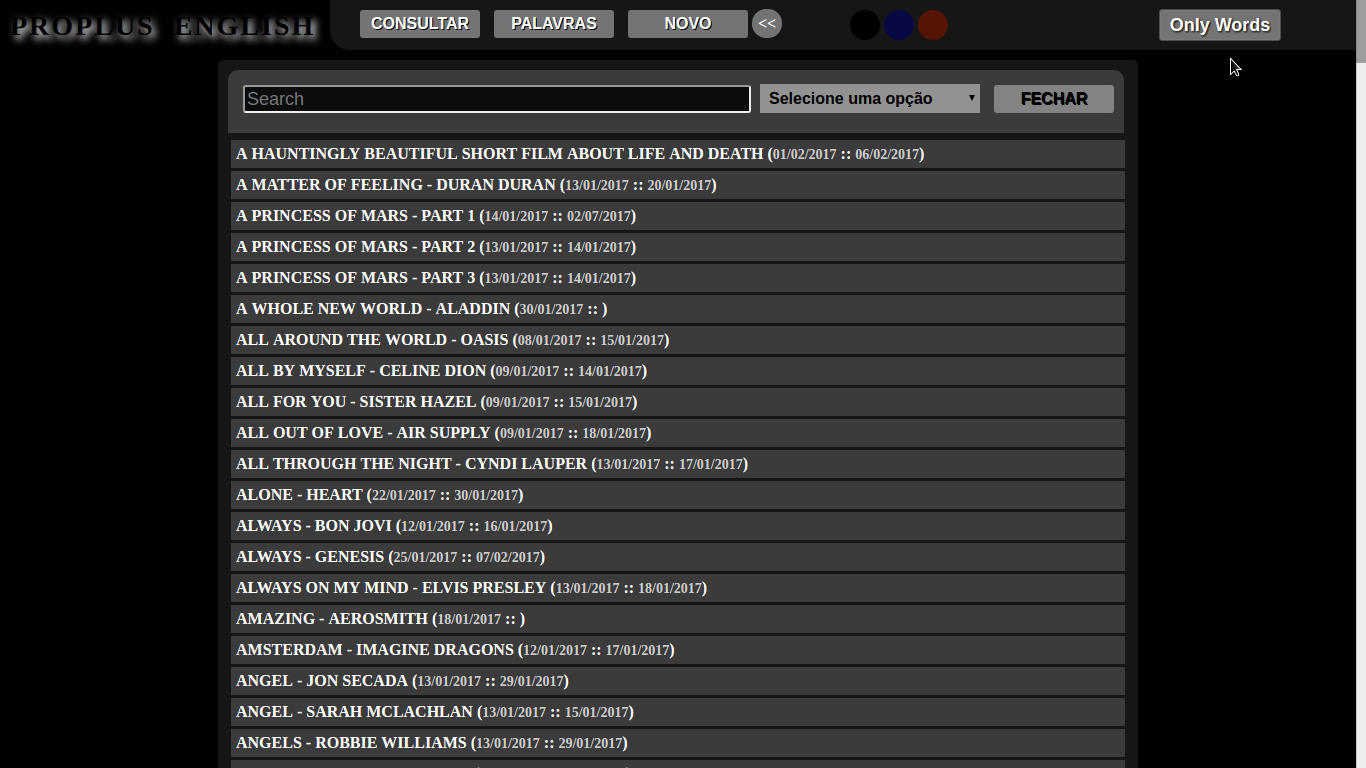 PROPLUS ENGLISH CONSULTAR PALAVRAS NOVO << Only Words
Search Selecione uma opção FECHAR
A HAUNTINGLY BEAUTIFUL SHORT FILM ABOUT LIFE AND DEATH (01/02/2017 :: 06/02/2017)
A MATTER OF FEELING - DURAN DURAN (13/01/2017 :: 20/01/2017)
A PRINCESS OF MARS - PART 1 (14/01/2017 :: 02/07/2017)
A PRINCESS OF MARS - PART 2 (13/01/2017 :: 14/01/2017)
A PRINCESS OF MARS - PART 3 (13/01/2017 :: 14/01/2017)
A WHOLE NEW WORLD - ALADDIN (30/01/2017 :: )
ALL AROUND THE WORLD - OASIS (08/01/2017 :: 15/01/2017)
ALL BY MYSELF - CELINE DION (09/01/2017 :: 14/01/2017)
ALL FOR YOU - SISTER HAZEL (09/01/2017 :: 15/01/2017)
ALL OUT OF LOVE - AIR SUPPLY (09/01/2017 :: 18/01/2017)
ALL THROUGH THE NIGHT - CYNDI LAUPER (13/01/2017 :: 17/01/2017)
ALONE - HEART (22/01/2017 :: 30/01/2017)
ALWAYS - BON JOVI (12/01/2017 :: 16/01/2017)
ALWAYS - GENESIS (25/01/2017 :: 07/02/2017)
ALWAYS ON MY MIND - ELVIS PRESLEY (13/01/2017 :: 18/01/2017)
AMAZING - AEROSMITH (18/01/2017 :: )
AMSTERDAM - IMAGINE DRAGONS (12/01/2017 :: 17/01/2017)
ANGEL - JON SECADA (13/01/2017 :: 29/01/2017)
ANGEL - SARAH MCLACHLAN (13/01/2017 :: 15/01/2017)
ANGELS - ROBBIE WILLIAMS (13/01/2017 :: 29/01/2017)